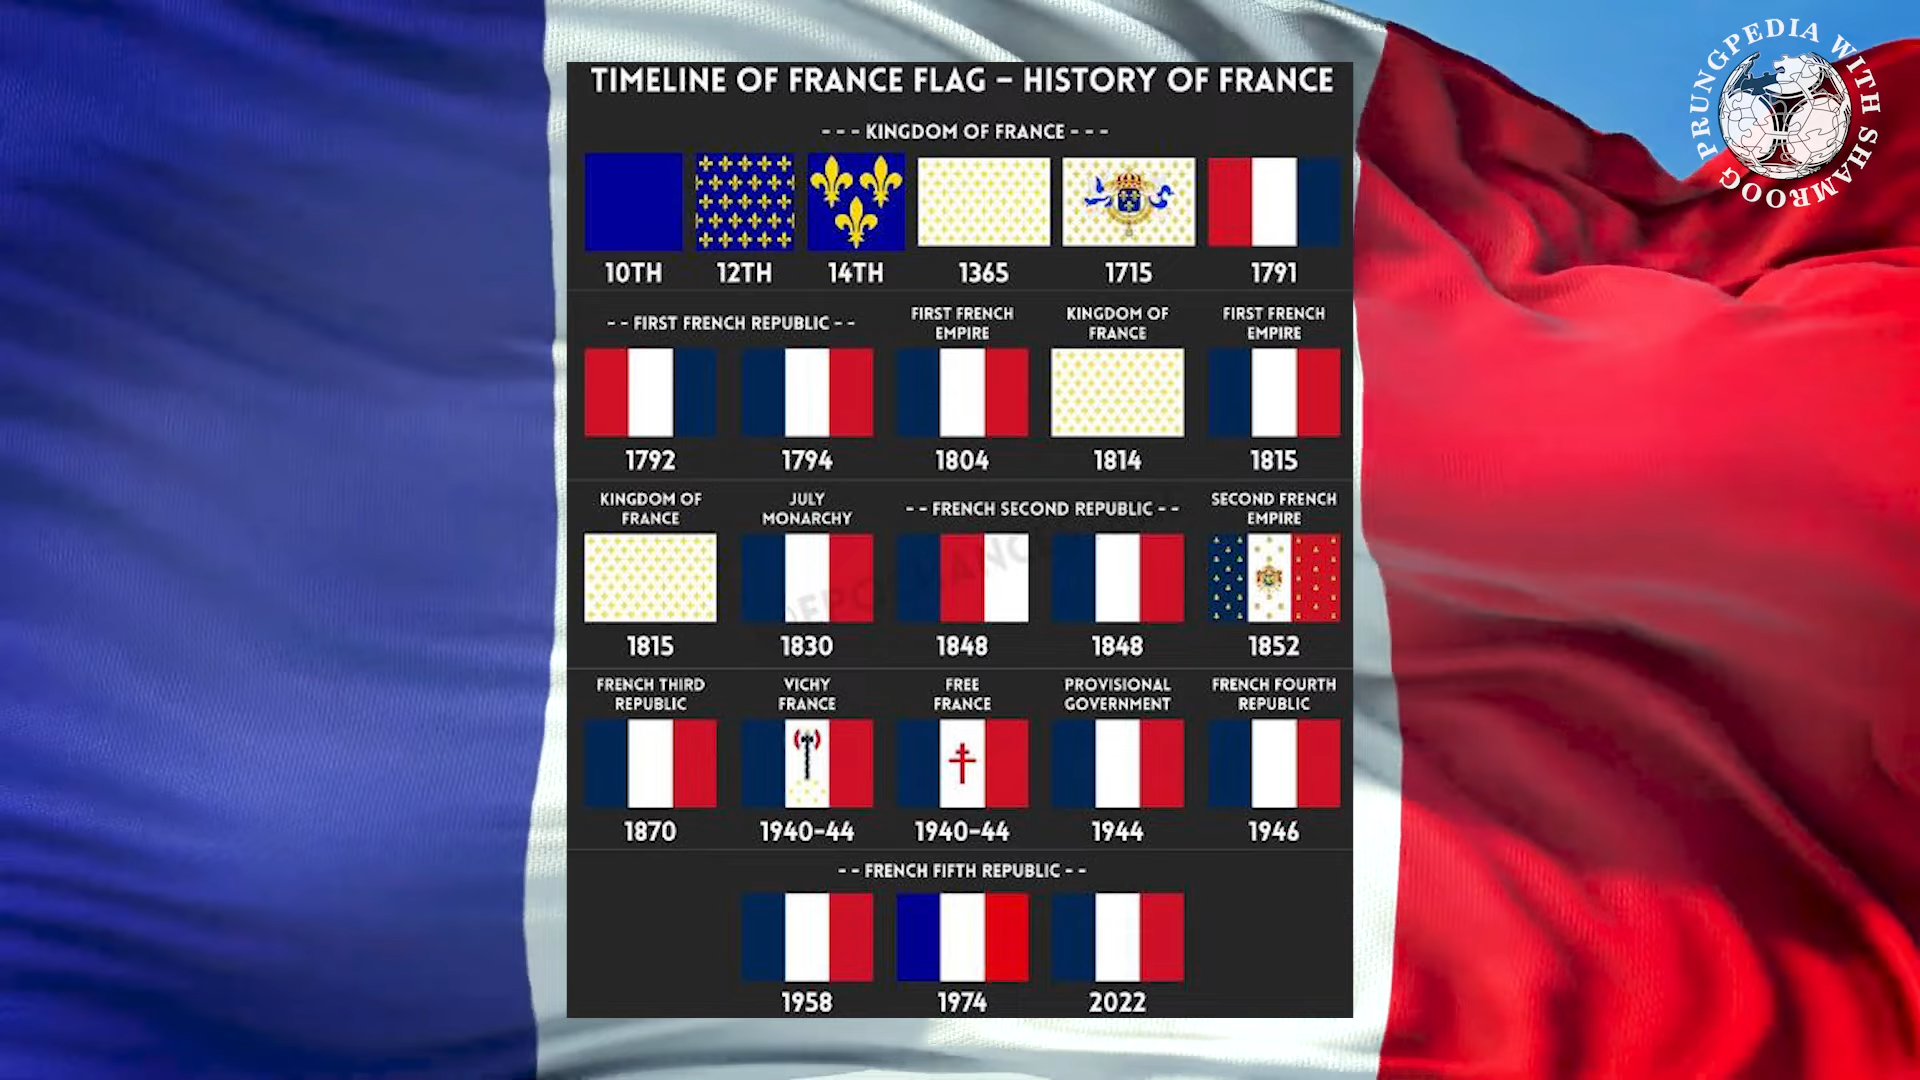 PRUNGPEDIA WITH SHAMROOG
TIMELINE OF FRANCE FLAG – HISTORY OF FRANCE
- - - KINGDOM OF FRANCE - - -
10TH 12TH 14TH 1365 1715 1791
- - FIRST FRENCH REPUBLIC - -
FIRST FRENCH
EMPIRE
KINGDOM OF
FRANCE
FIRST FRENCH
EMPIRE
1792 1794 1804 1814 1815
KINGDOM OF
FRANCE
JULY
MONARCHY
- - FRENCH SECOND REPUBLIC - -
SECOND FRENCH
EMPIRE
1815 1830 1848 1848 1852
FRENCH THIRD
REPUBLIC
VICHY
FRANCE
FREE
FRANCE
PROVISIONAL
GOVERNMENT
FRENCH FOURTH
REPUBLIC
1870 1940-44 1940-44 1944 1946
- - FRENCH FIFTH REPUBLIC - -
1958 1974 2022